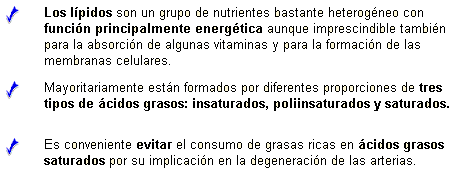 Los lípidos son un grupo de nutrientes bastante heterogéneo con
función principalmente energética aunque imprescindible también
para la absorción de algunas vitaminas y para la formación de las
membranas celulares.
Mayoritariamente están formados por diferentes proporciones de tres
tipos de ácidos grasos: insaturados, poliinsaturados y saturados.
Es conveniente evitar el consumo de grasas ricas en ácidos grasos
saturados por su implicación en la degeneración de las arterias.